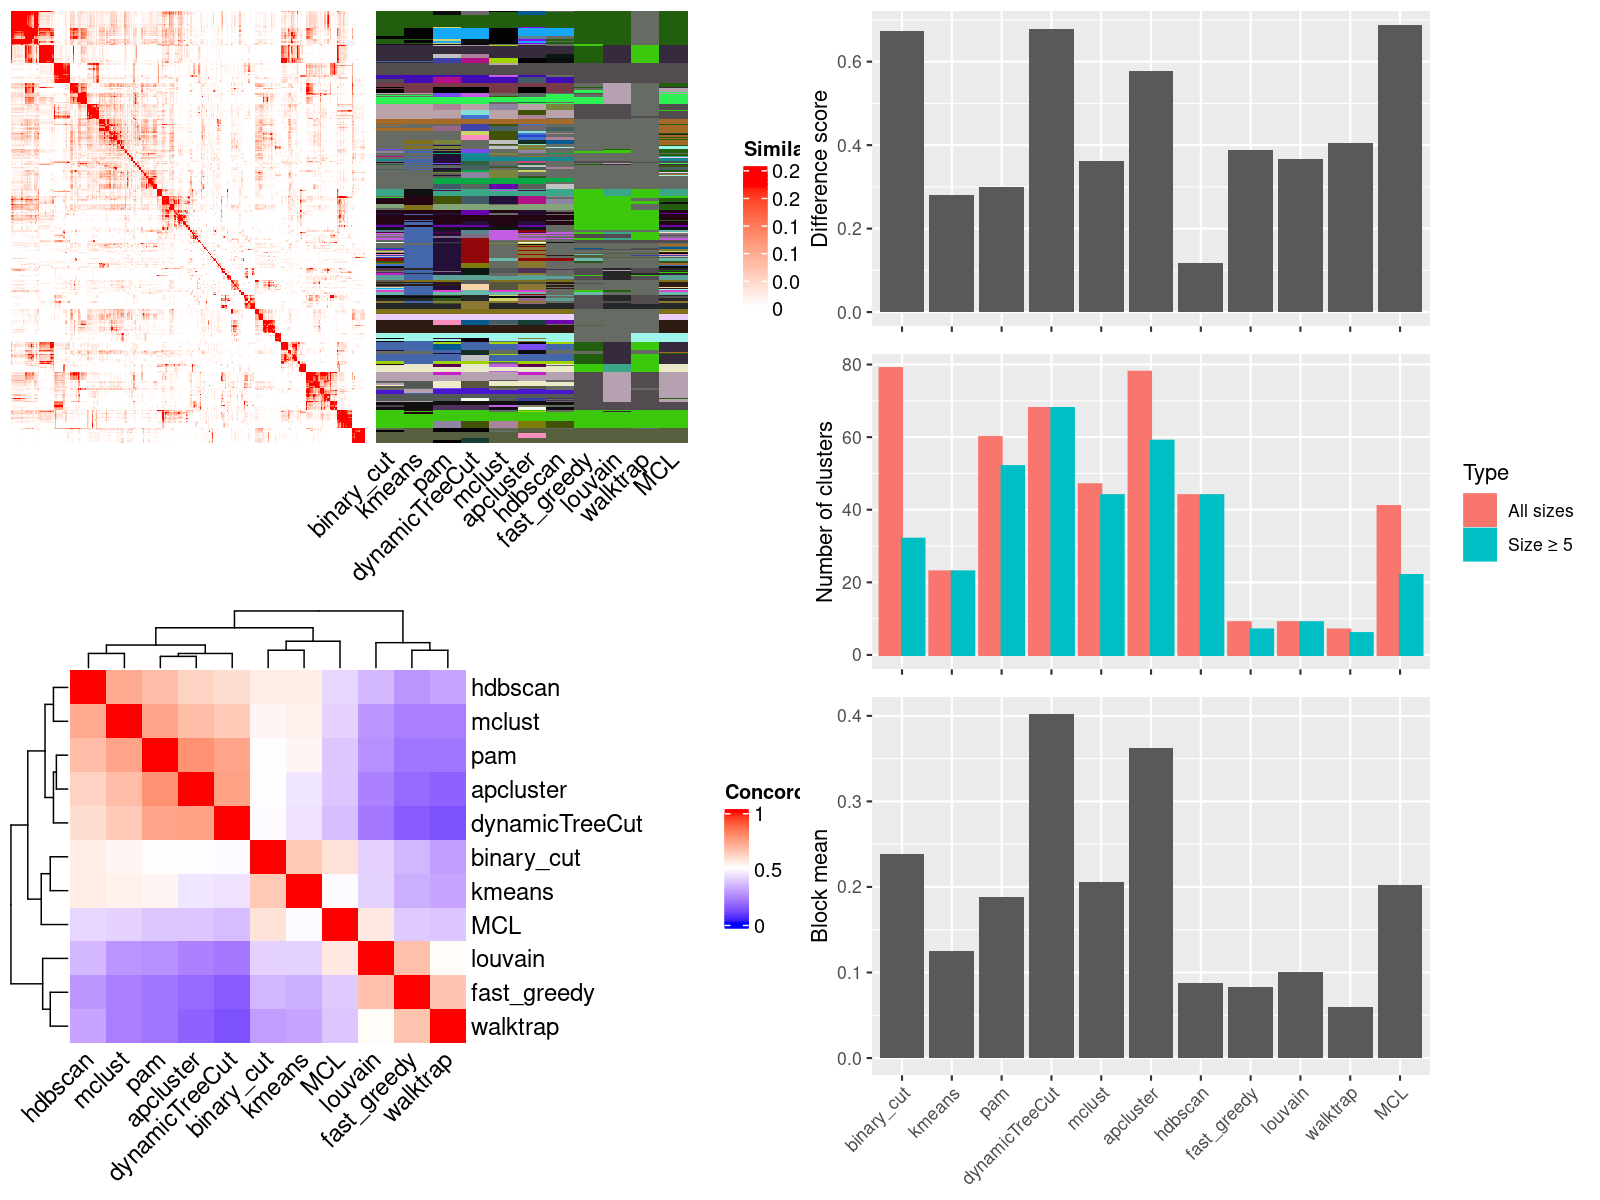 Simila
0.2
0.2
0.1
0.1
0.0
0
binary_cut
kmeans
pam
dynamicTreeCut
mclust
apcluster
hdbscan
fast_greedy
louvain
walktrap
MCL
hdbscan
mclust
pam
apcluster
dynamicTreeCut
binary_cut
kmeans
MCL
louvain
fast_greedy
walktrap
hdbscan
mclust
pam
apcluster
dynamicTreeCut
binary_cut
kmeans
MCL
louvain
fast_greedy
walktrap
Concord
1
0.5
0
Difference score
0.6
0.4
0.2
0.0
Number of clusters
80
60
40
20
0
Type
All sizes
Size ≥ 5
Block mean
0.4
0.3
0.2
0.1
0.0
binary_cut
kmeans
pam
dynamicTreeCut
mclust
apcluster
hdbscan
fast_greedy
louvain
walktrap
MCL